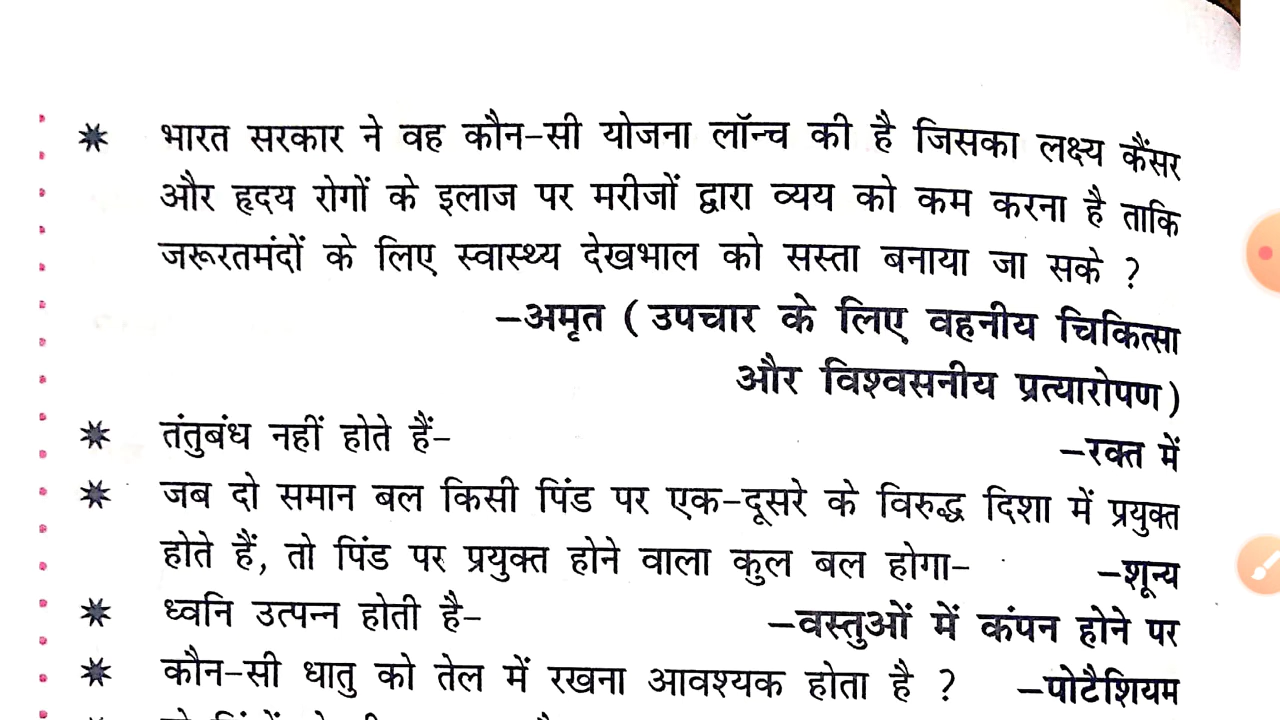 ✷ भारत सरकार ने वह कौन-सी योजना लॉन्च की है जिसका लक्ष्य कैंसर
और हृदय रोगों के इलाज पर मरीजों द्वारा व्यय को कम करना है ताकि
जरूरतमंदों के लिए स्वास्थ्य देखभाल को सस्ता बनाया जा सके ?
–अमृत ( उपचार के लिए वहनीय चिकित्सा
और विश्वसनीय प्रत्यारोपण)
✷ तंतुबंध नहीं होते हैं– –रक्त में
✷ जब दो समान बल किसी पिंड पर एक-दूसरे के विरुद्ध दिशा में प्रयुक्त
होते हैं, तो पिंड पर प्रयुक्त होने वाला कुल बल होगा– –शून्य
✷ ध्वनि उत्पन्न होती है– –वस्तुओं में कंपन होने पर
✷ कौन-सी धातु को तेल में रखना आवश्यक होता है ? –पोटैशियम